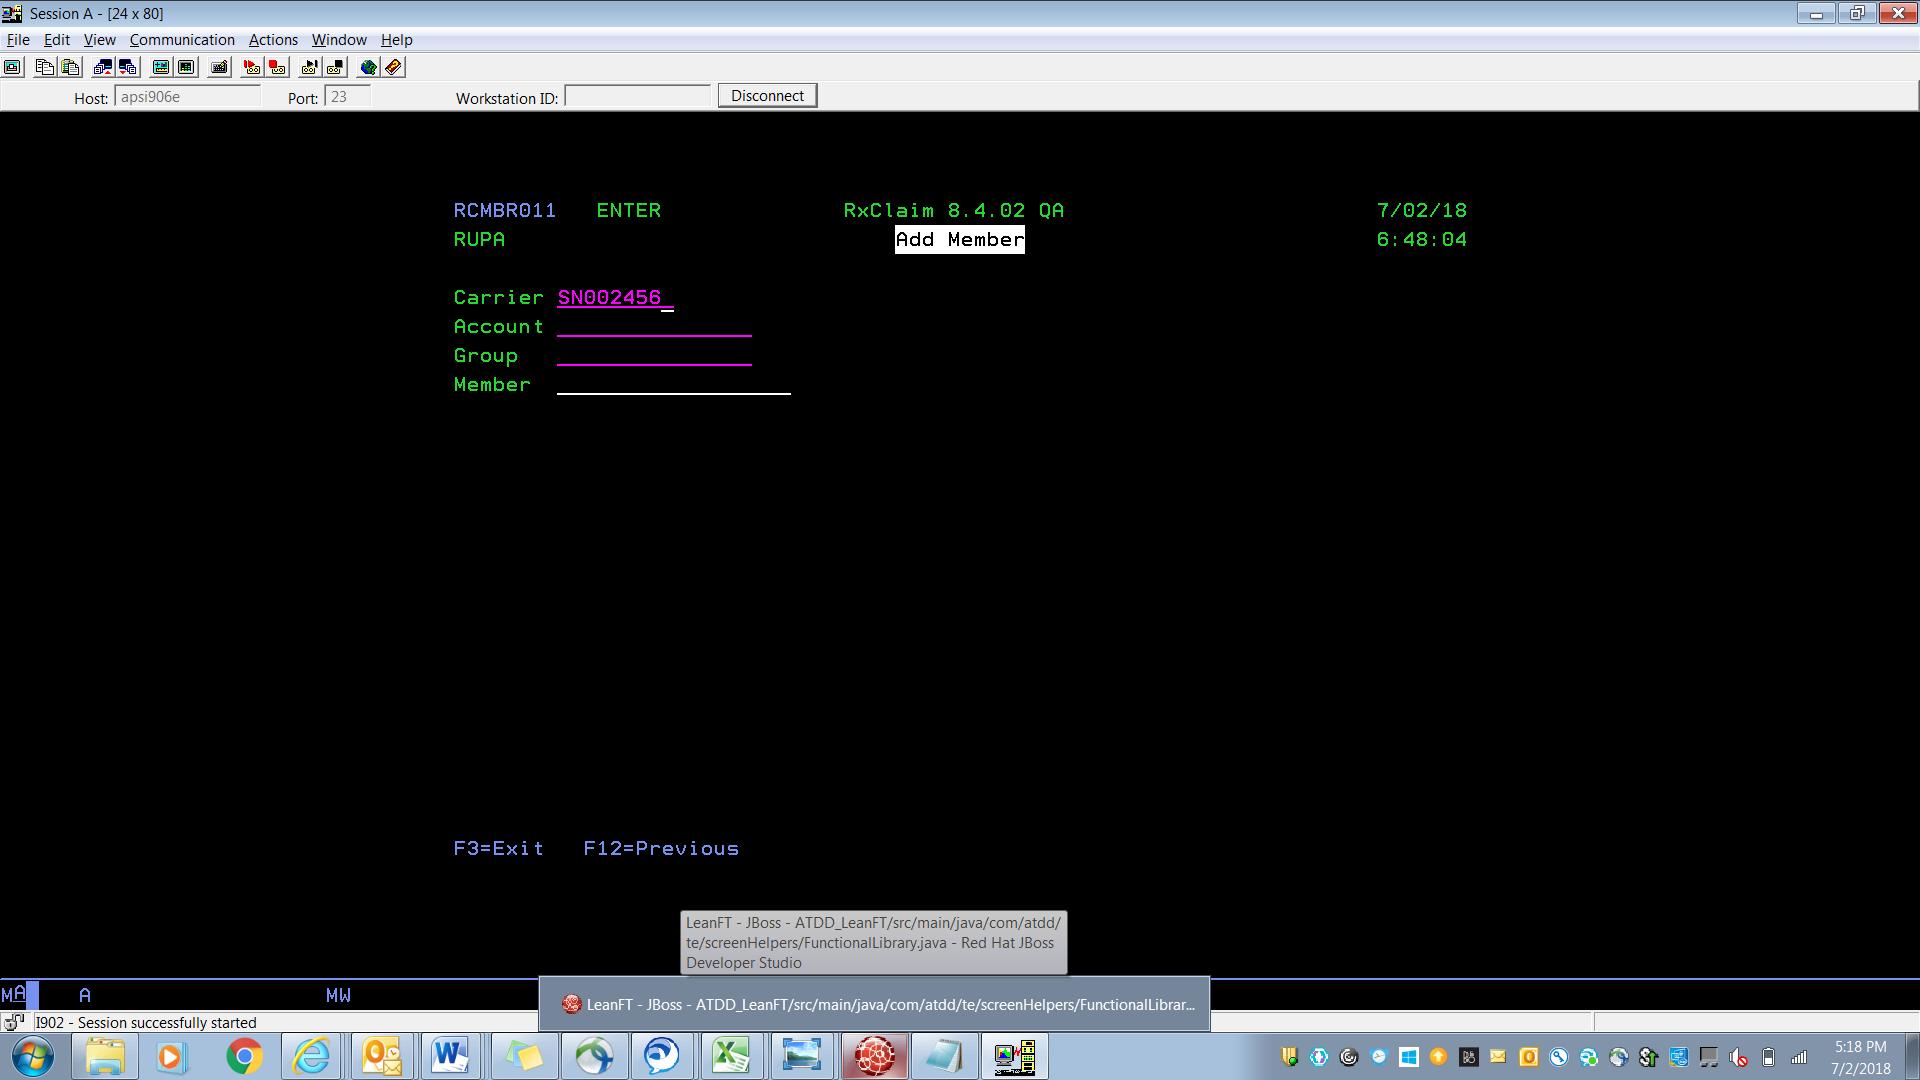 Session A - [24 x 80]
File Edit View Communication Actions Window Help
Host: apsi906e Port: 23 Workstation ID: Disconnect
RCMBR011 ENTER RxClaim 8.4.02 QA 7/02/18
RUPA Add Member 6:48:04
Carrier SN002456
Account
Group
Member
F3=Exit F12=Previous
LeanFT - JBoss - ATDD_LeanFT/src/main/java/com/atdd/
te/screenHelpers/FunctionalLibrary.java - Red Hat JBoss
Developer Studio
MA A MW
LeanFT - JBoss - ATDD_LeanFT/src/main/java/com/atdd/te/screenHelpers/FunctionalLibrar...
I902 - Session successfully started
5:18 PM
7/2/2018